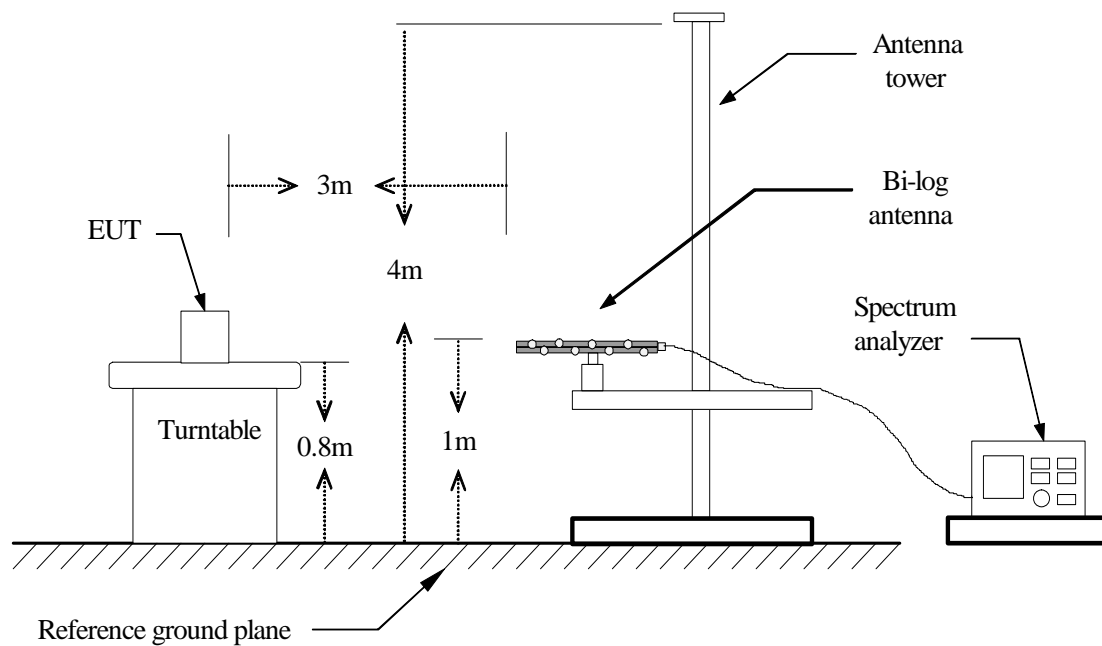 Antenna
tower
3m
Bi-log
antenna
EUT
4m
Spectrum
analyzer
Turntable
0.8m
1m
Reference ground plane